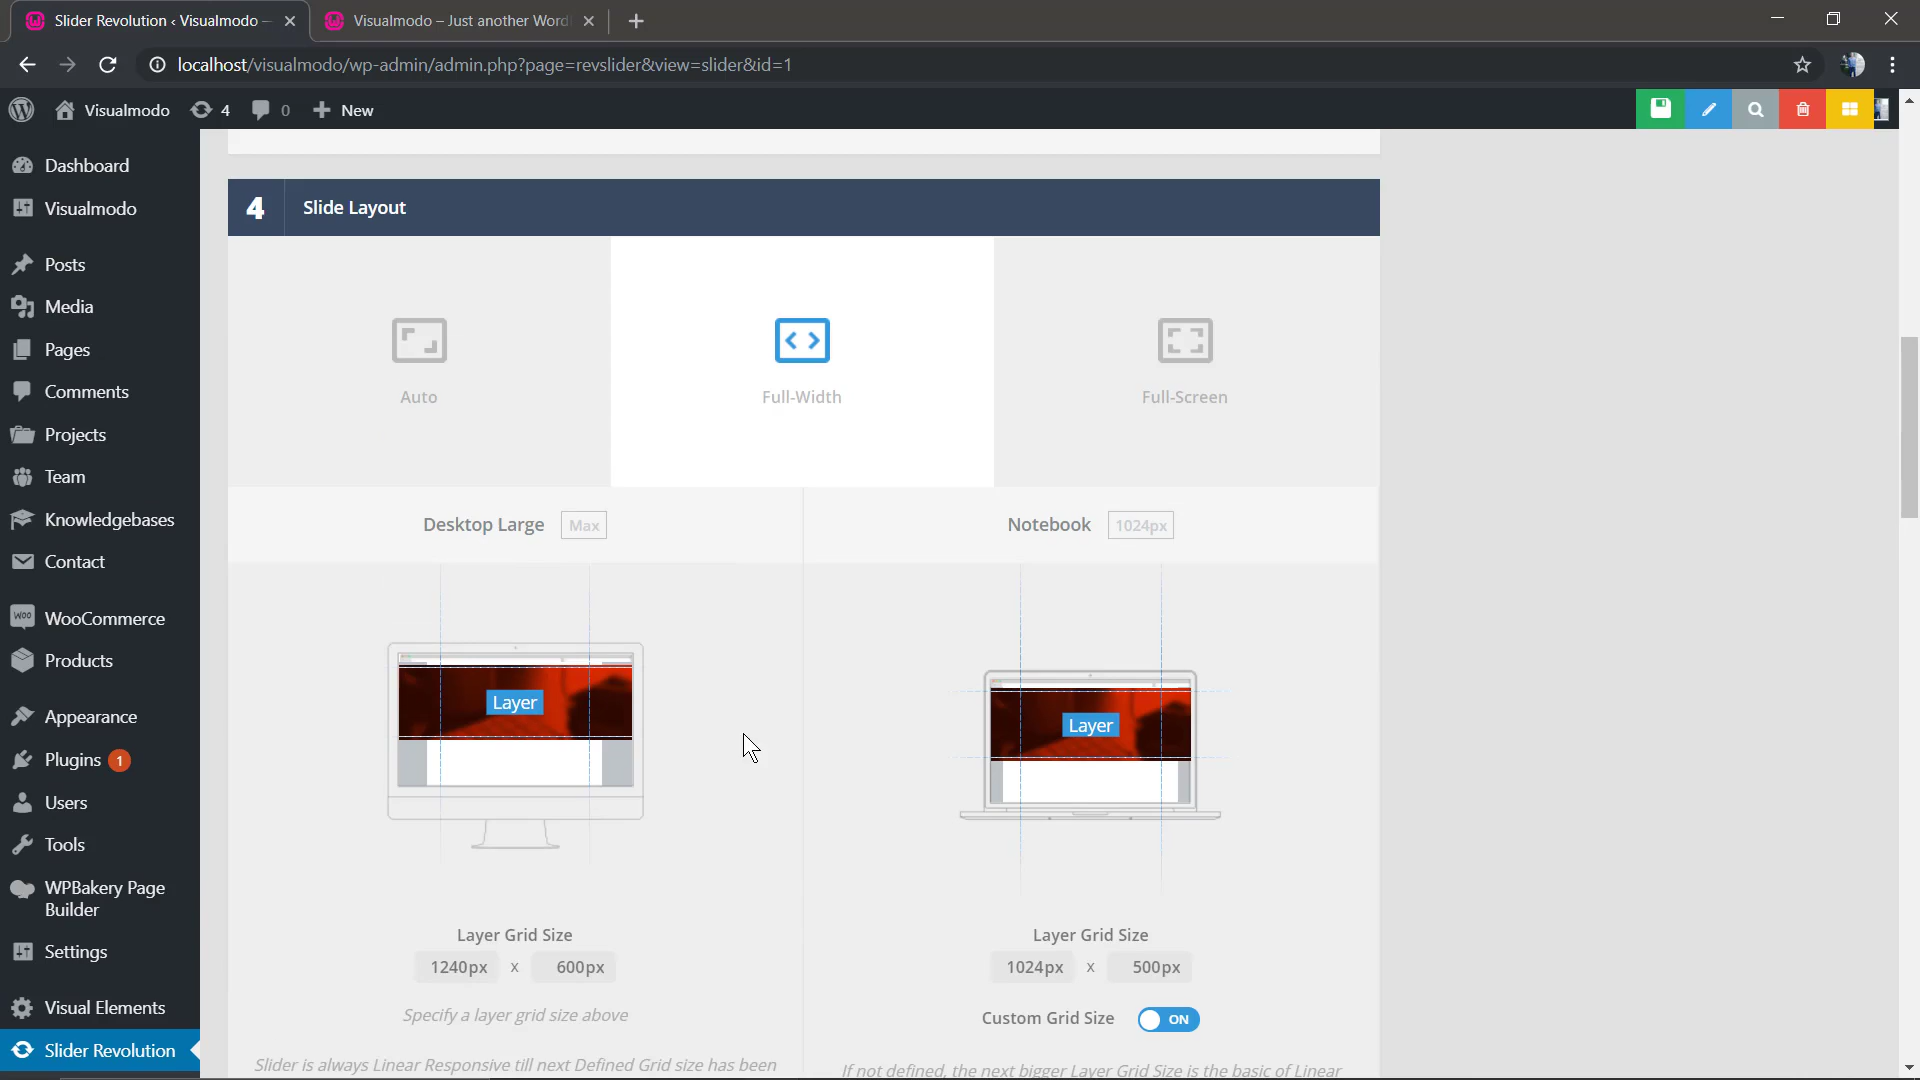 Slider Revolution ‹ Visualmodo —
Visualmodo – Just another Word
localhost/visualmodo/wp-admin/admin.php?page=revslider&view=slider&id=1
Visualmodo 4 0 New
Dashboard
Visualmodo
Posts
Media
Pages
Comments
Projects
Team
Knowledgebases
Contact
WooCommerce
Products
Appearance
Plugins 1
Users
Tools
WPBakery Page
Builder
Settings
Visual Elements
Slider Revolution
4 Slide Layout
Auto
Full-Width
Full-Screen
Desktop Large Max
Notebook 1024px
Layer
Layer
Layer Grid Size
1240px x 600px
Specify a layer grid size above
Slider is always Linear Responsive till next Defined Grid size has been
Layer Grid Size
1024px x 500px
Custom Grid Size ON
If not defined, the next bigger Layer Grid Size is the basic of Linear